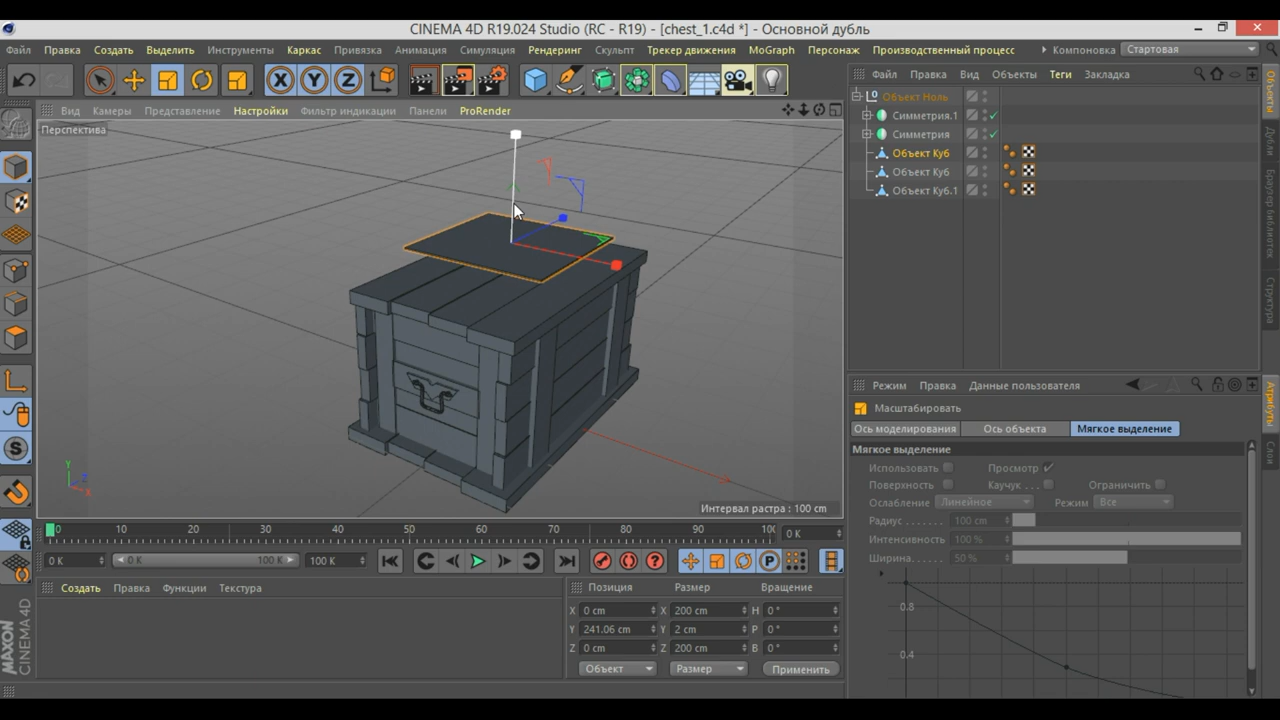 CINEMA 4D R19.024 Studio (RC - R19) - [chest_1.c4d *] - Основной дубль
Файл Правка Создать Выделить Инструменты Каркас Привязка Анимация Симуляция Рендеринг Скульпт Трекер движения MoGraph Персонаж Производственный процесс Компоновка Стартовая
X Y Z
Файл Правка Вид Объекты Теги Закладка
Объект Ноль
Симметрия.1
Симметрия
Объект Куб
Объект Куб
Объект Куб.1
Объекты
Дубли
Браузер библиотек
Структура
Вид Камеры Представление Настройки Фильтр индикации Панели ProRender
Перспектива
Y
Z
X
Интервал растра : 100 cm
Режим Правка Данные пользователя
Масштабировать
Ось моделирования Ось объекта Мягкое выделение
Мягкое выделение
Использовать Просмотр
Поверхность Каучук . . . Ограничить
Ослабление Линейное Режим Все
Радиус . . . . . . . 100 cm
Интенсивность 100 %
Ширина. . . . . . 50 %
0.8
0.4
Атрибуты
Слои
0 10 20 30 40 50 60 70 80 90 100 0 K
0 K 0 K 100 K 100 K
P
S
Создать Правка Функции Текстура
Позиция Размер Вращение
X 0 cm X 200 cm H 0 °
Y 241.06 cm Y 2 cm P 0 °
Z 0 cm Z 200 cm B 0 °
Объект Размер Применить
MAXON
CINEMA 4D